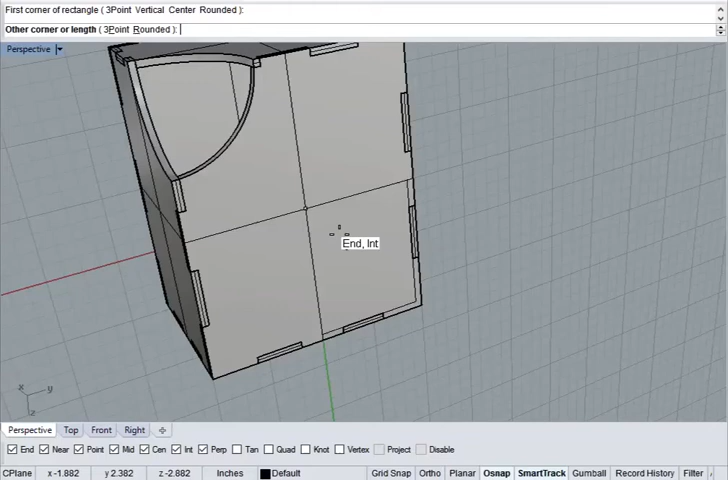 First corner of rectangle ( 3Point Vertical Center Rounded ):
Other corner or length ( 3Point Rounded ):
Perspective
End, Int
x
y
z
Perspective Top Front Right
End Near Point Mid Cen Int Perp Tan Quad Knot Vertex Project Disable
CPlane x -1.882 y 2.382 z -2.882 Inches Default Grid Snap Ortho Planar Osnap SmartTrack Gumball Record History Filter